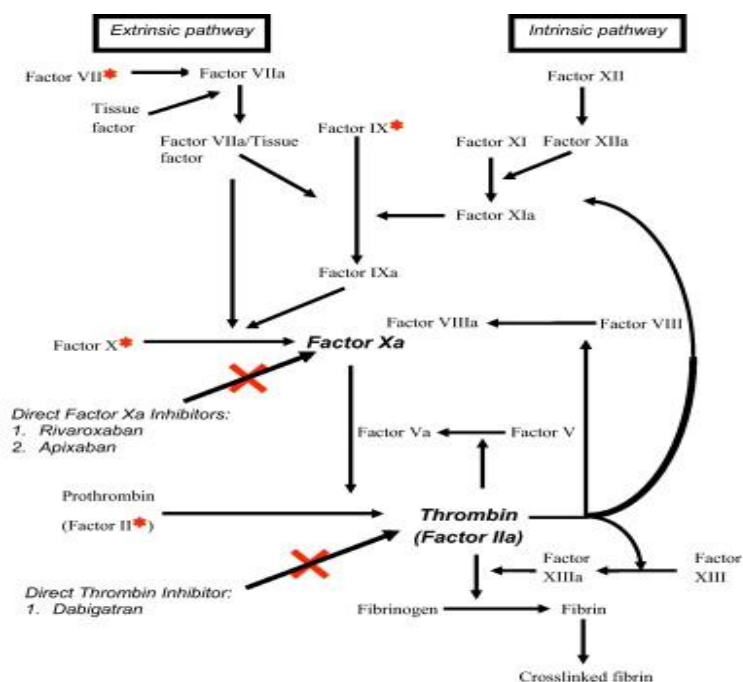 Extrinsic pathway
Intrinsic pathway
Factor VII*
Factor VIIa
Factor XII
Tissue
factor
Factor VIIa/Tissue
factor
Factor IX*
Factor XI
Factor XIIa
Factor XIa
Factor IXa
Factor VIIIa
Factor VIII
Factor X*
Factor Xa
Direct Factor Xa Inhibitors:
1. Rivaroxaban
2. Apixaban
Factor Va
Factor V
Prothrombin
(Factor II*)
Thrombin
(Factor IIa)
Factor
XIIIa
Factor
XIII
Direct Thrombin Inhibitor:
1. Dabigatran
Fibrinogen
Fibrin
Crosslinked fibrin